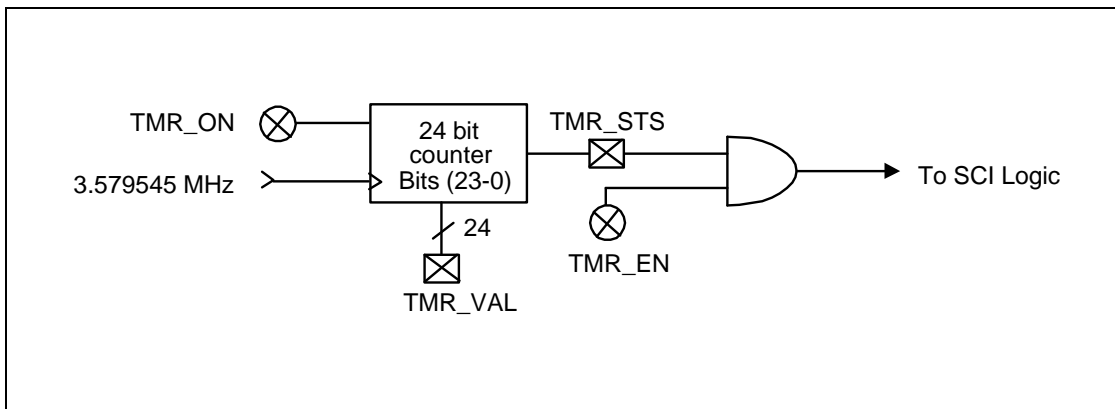 TMR_ON
24 bit
counter
Bits (23-0)
TMR_STS
3.579545 MHz
To SCI Logic
24
TMR_EN
TMR_VAL